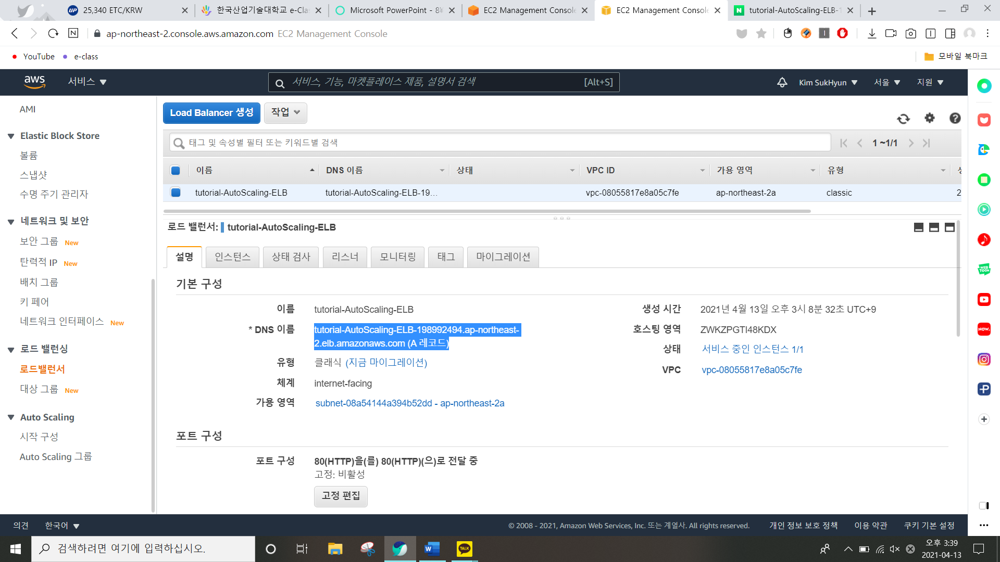 25,340 ETC/KRW
한국산업기술대학교 e-Cla
Microsoft PowerPoint - 8
EC2 Management Console
EC2 Management Console
tutorial-AutoScaling-ELB-1
ap-northeast-2.console.aws.amazon.com EC2 Management Console
YouTube
e-class
모바일 북마크
aws
서비스
서비스, 기능, 마켓플레이스 제품, 설명서 검색 [Alt+S]
Kim SukHyun
서울
지원
AMI
Elastic Block Store
볼륨
스냅샷
수명 주기 관리자
네트워크 및 보안
보안 그룹 New
탄력적 IP New
배치 그룹
키 페어
네트워크 인터페이스 New
로드 밸런싱
로드밸런서
대상 그룹 New
Auto Scaling
시작 구성
Auto Scaling 그룹
Load Balancer 생성
작업
태그 및 속성별 필터 또는 키워드별 검색
1 ~1/1
이름 DNS 이름 상태 VPC ID 가용 영역 유형
tutorial-AutoScaling-ELB tutorial-AutoScaling-ELB-19... vpc-08055817e8a05c7fe ap-northeast-2a classic 2
로드 밸런서: tutorial-AutoScaling-ELB
설명 인스턴스 상태 검사 리스너 모니터링 태그 마이그레이션
기본 구성
이름 tutorial-AutoScaling-ELB
* DNS 이름 tutorial-AutoScaling-ELB-198992494.ap-northeast-
2.elb.amazonaws.com (A 레코드)
유형 클래식 (지금 마이그레이션)
체계 internet-facing
가용 영역 subnet-08a54144a394b52dd - ap-northeast-2a
생성 시간 2021년 4월 13일 오후 3시 8분 32초 UTC+9
호스팅 영역 ZWKZPGTI48KDX
상태 서비스 중인 인스턴스 1/1
VPC vpc-08055817e8a05c7fe
포트 구성
포트 구성 80(HTTP)을(를) 80(HTTP)(으)로 전달 중
고정: 비활성
고정 편집
의견
한국어
© 2008 - 2021, Amazon Web Services, Inc. 또는 계열사. All rights reserved.
개인 정보 보호 정책
이용 약관
쿠키 기본 설정
검색하려면 여기에 입력하십시오.
TALK
오후 3:39
2021-04-13
UP
N
WEB
TOON
NOW.